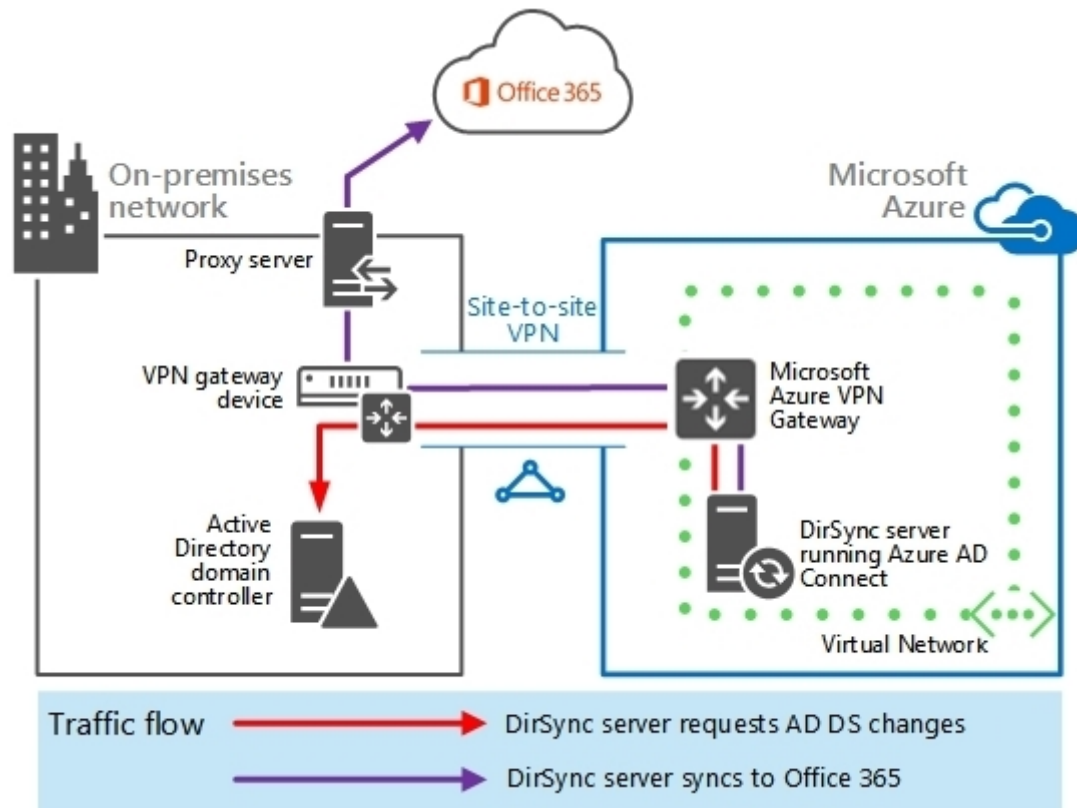 Office 365
On-premises
network
Microsoft
Azure
Proxy server
Site-to-site
VPN
VPN gateway
device
Microsoft
Azure VPN
Gateway
Active
Directory
domain
controller
DirSync server
running Azure AD
Connect
Virtual Network
Traffic flow
DirSync server requests AD DS changes
DirSync server syncs to Office 365